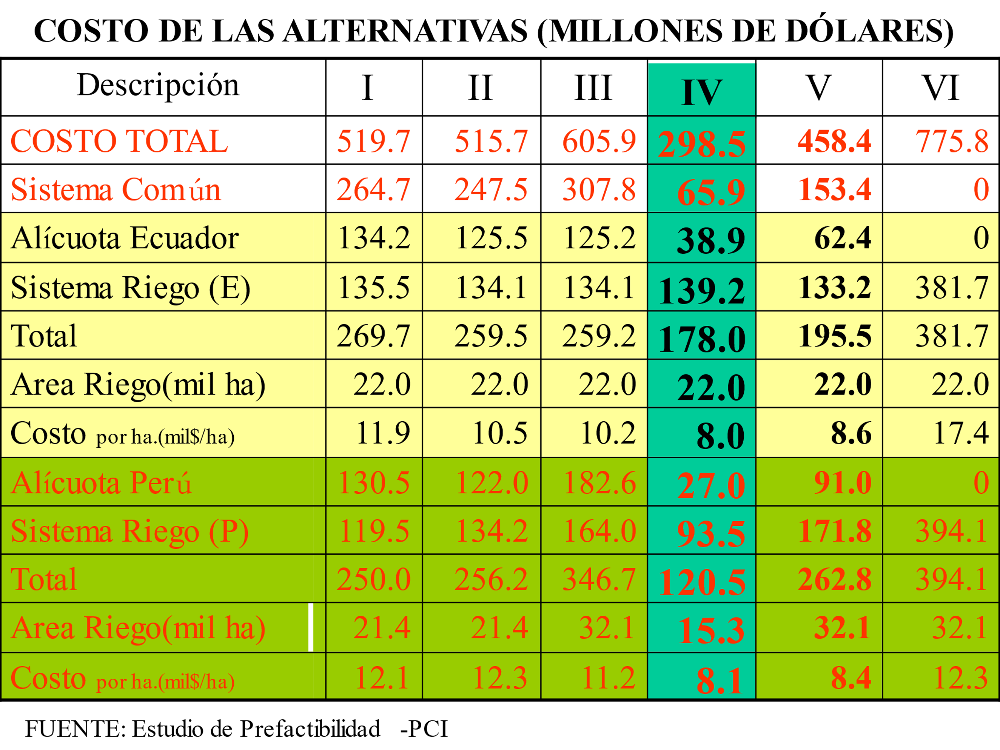 COSTO DE LAS ALTERNATIVAS (MILLONES DE DÓLARES)
Descripción I II III IV V VI
COSTO TOTAL 519.7 515.7 605.9 298.5 458.4 775.8
Sistema Común 264.7 247.5 307.8 65.9 153.4 0
Alícuota Ecuador 134.2 125.5 125.2 38.9 62.4 0
Sistema Riego (E) 135.5 134.1 134.1 139.2 133.2 381.7
Total 269.7 259.5 259.2 178.0 195.5 381.7
Area Riego(mil ha) 22.0 22.0 22.0 22.0 22.0 22.0
Costo por ha.(mil$/ha) 11.9 10.5 10.2 8.0 8.6 17.4
Alícuota Perú 130.5 122.0 182.6 27.0 91.0 0
Sistema Riego (P) 119.5 134.2 164.0 93.5 171.8 394.1
Total 250.0 256.2 346.7 120.5 262.8 394.1
Area Riego(mil ha) 21.4 21.4 32.1 15.3 32.1 32.1
Costo por ha.(mil$/ha) 12.1 12.3 11.2 8.1 8.4 12.3
FUENTE: Estudio de Prefactibilidad -PCI